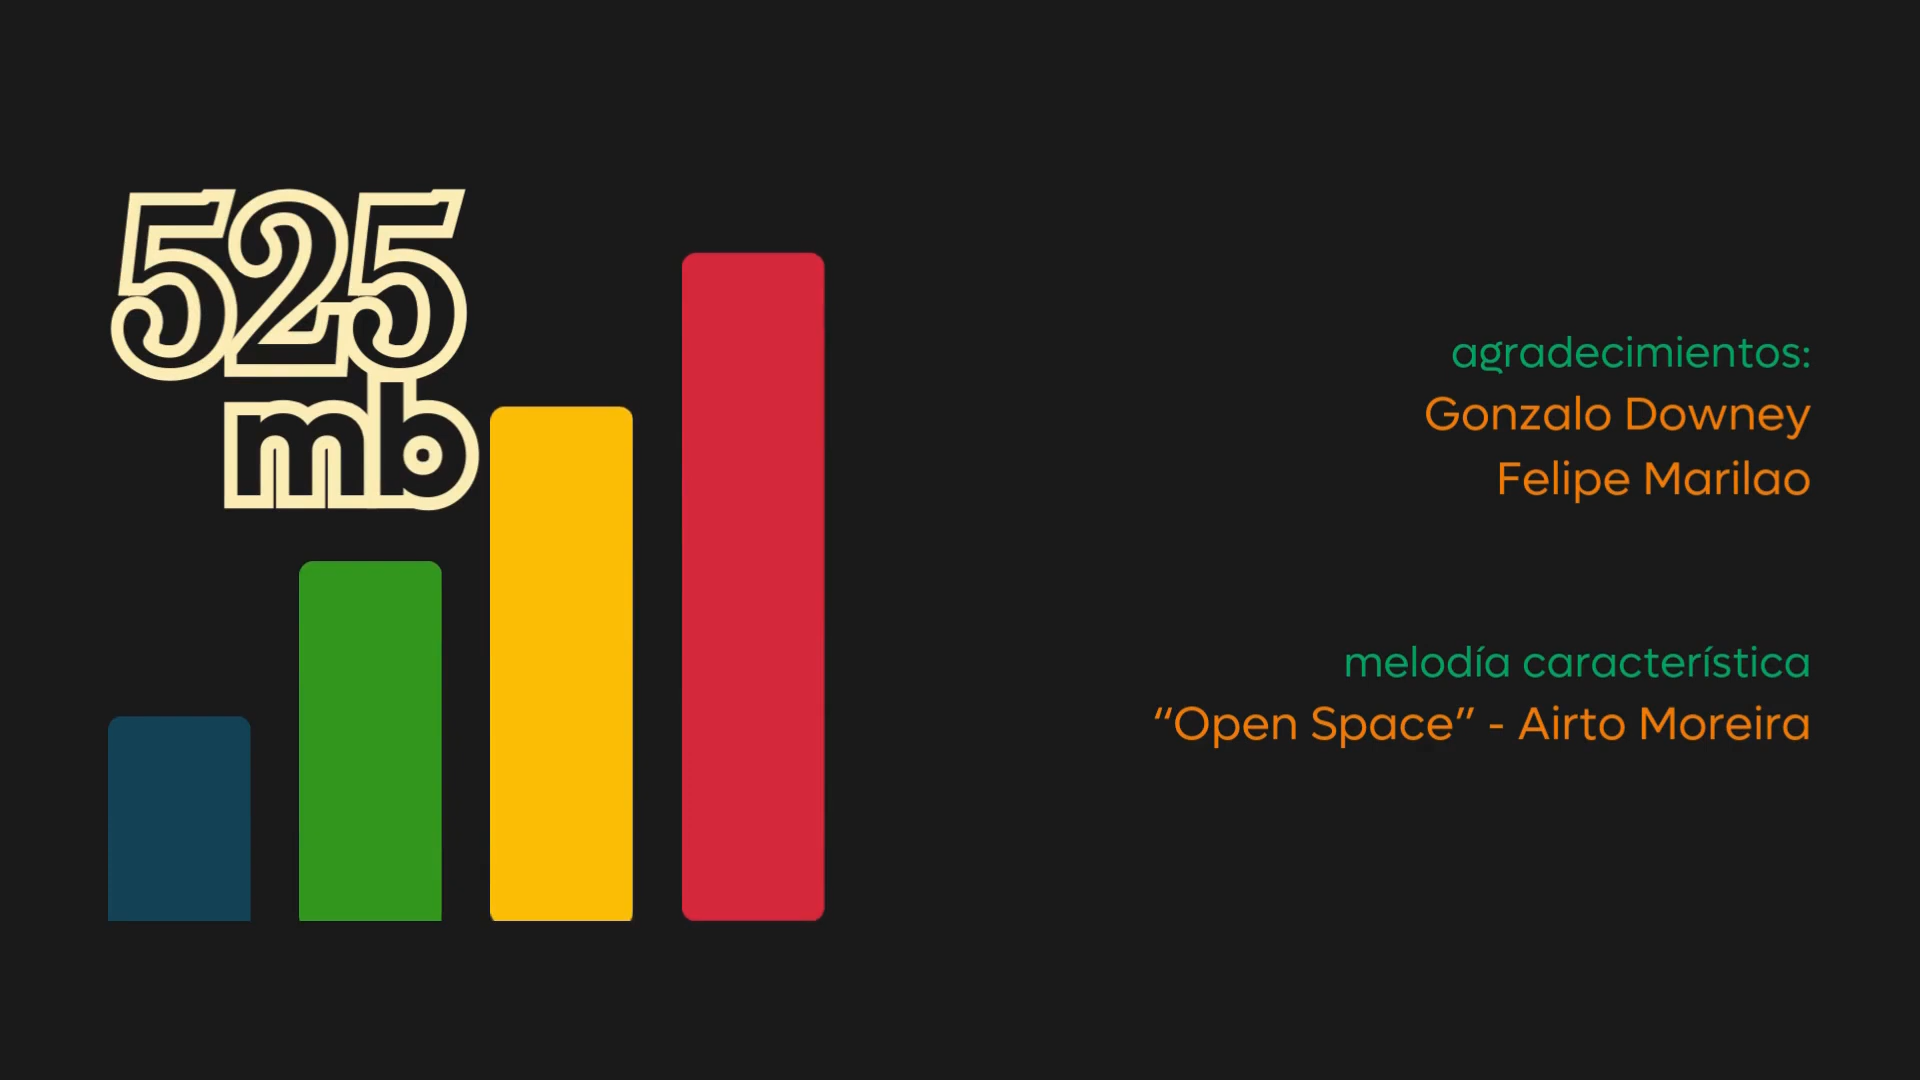 525
mb
agradecimientos:
Gonzalo Downey
Felipe Marilao
melodía característica
“Open Space” - Airto Moreira